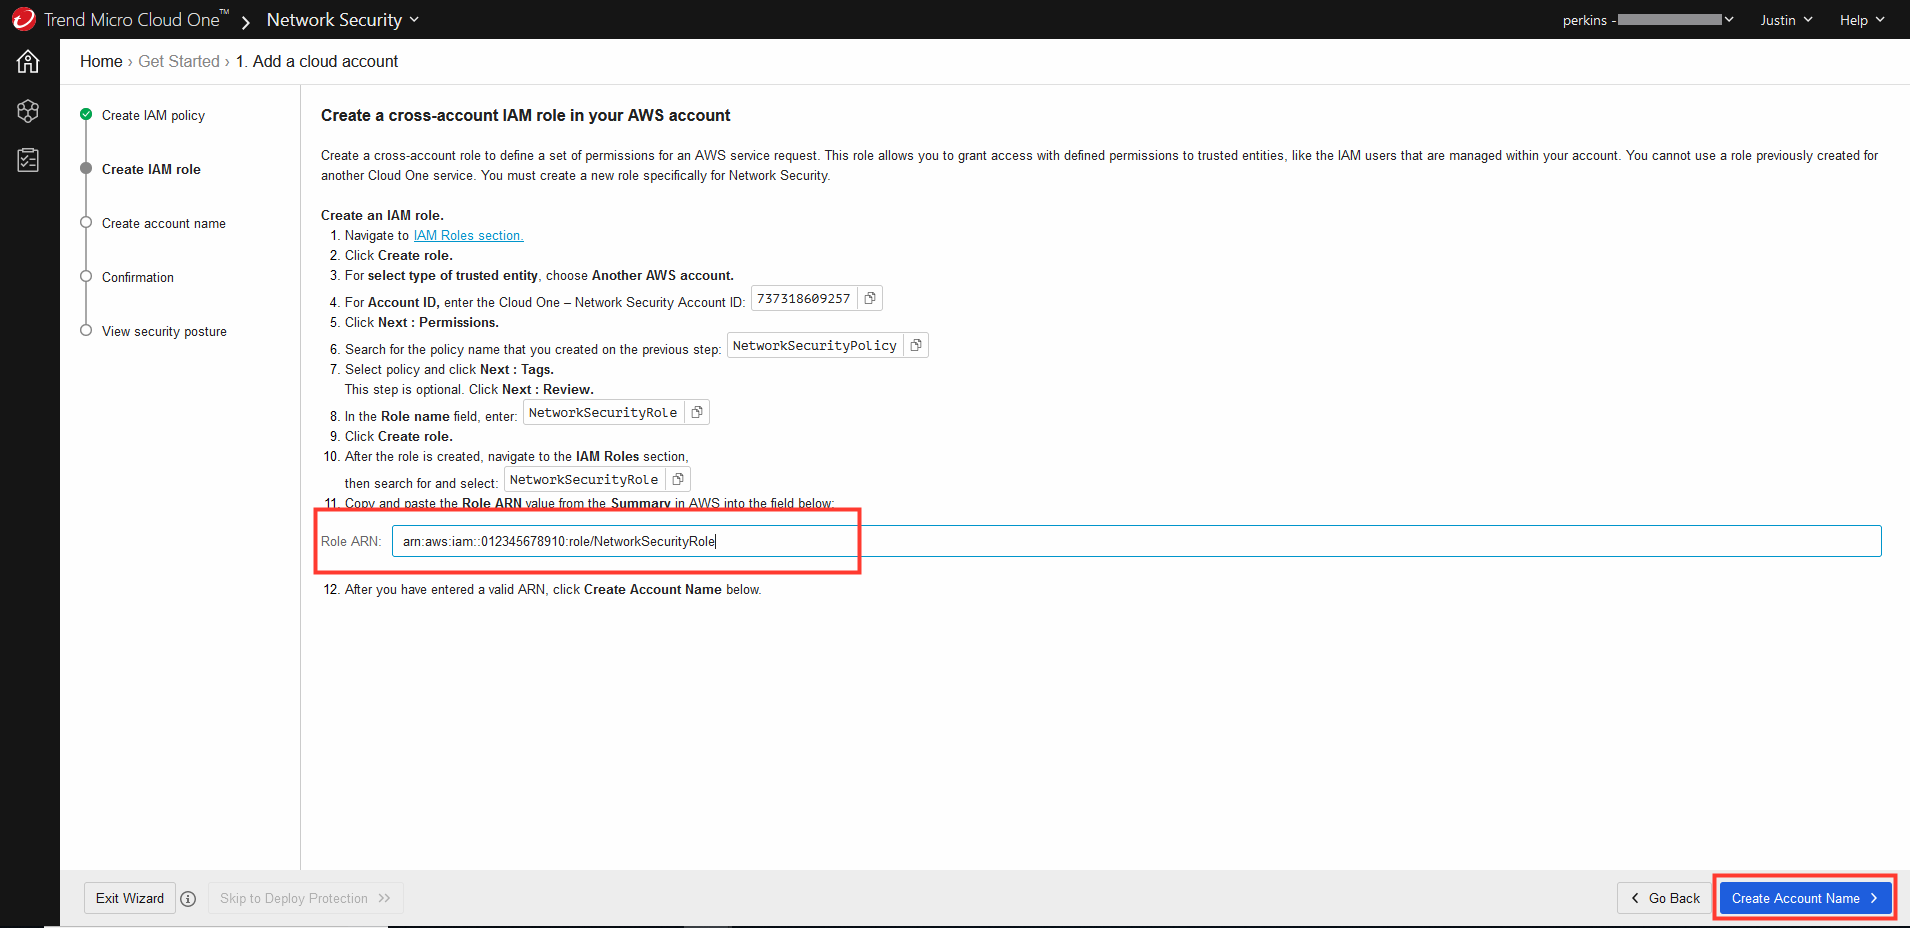 Trend Micro Cloud One™ > Network Security
perkins -
Justin
Help
Home › Get Started › 1. Add a cloud account
Create IAM policy
Create IAM role
Create account name
Confirmation
View security posture
Create a cross-account IAM role in your AWS account
Create a cross-account role to define a set of permissions for an AWS service request. This role allows you to grant access with defined permissions to trusted entities, like the IAM users that are managed within your account. You cannot use a role previously created for
another Cloud One service. You must create a new role specifically for Network Security.
Create an IAM role.
1. Navigate to IAM Roles section.
2. Click Create role.
3. For select type of trusted entity, choose Another AWS account.
4. For Account ID, enter the Cloud One – Network Security Account ID: 737318609257
5. Click Next : Permissions.
6. Search for the policy name that you created on the previous step: NetworkSecurityPolicy
7. Select policy and click Next : Tags.
This step is optional. Click Next : Review.
8. In the Role name field, enter: NetworkSecurityRole
9. Click Create role.
10. After the role is created, navigate to the IAM Roles section,
then search for and select: NetworkSecurityRole
11. Copy and paste the Role ARN value from the Summary in AWS into the field below:
Role ARN: arn:aws:iam::012345678910:role/NetworkSecurityRole
12. After you have entered a valid ARN, click Create Account Name below.
Exit Wizard
Skip to Deploy Protection »
< Go Back
Create Account Name >